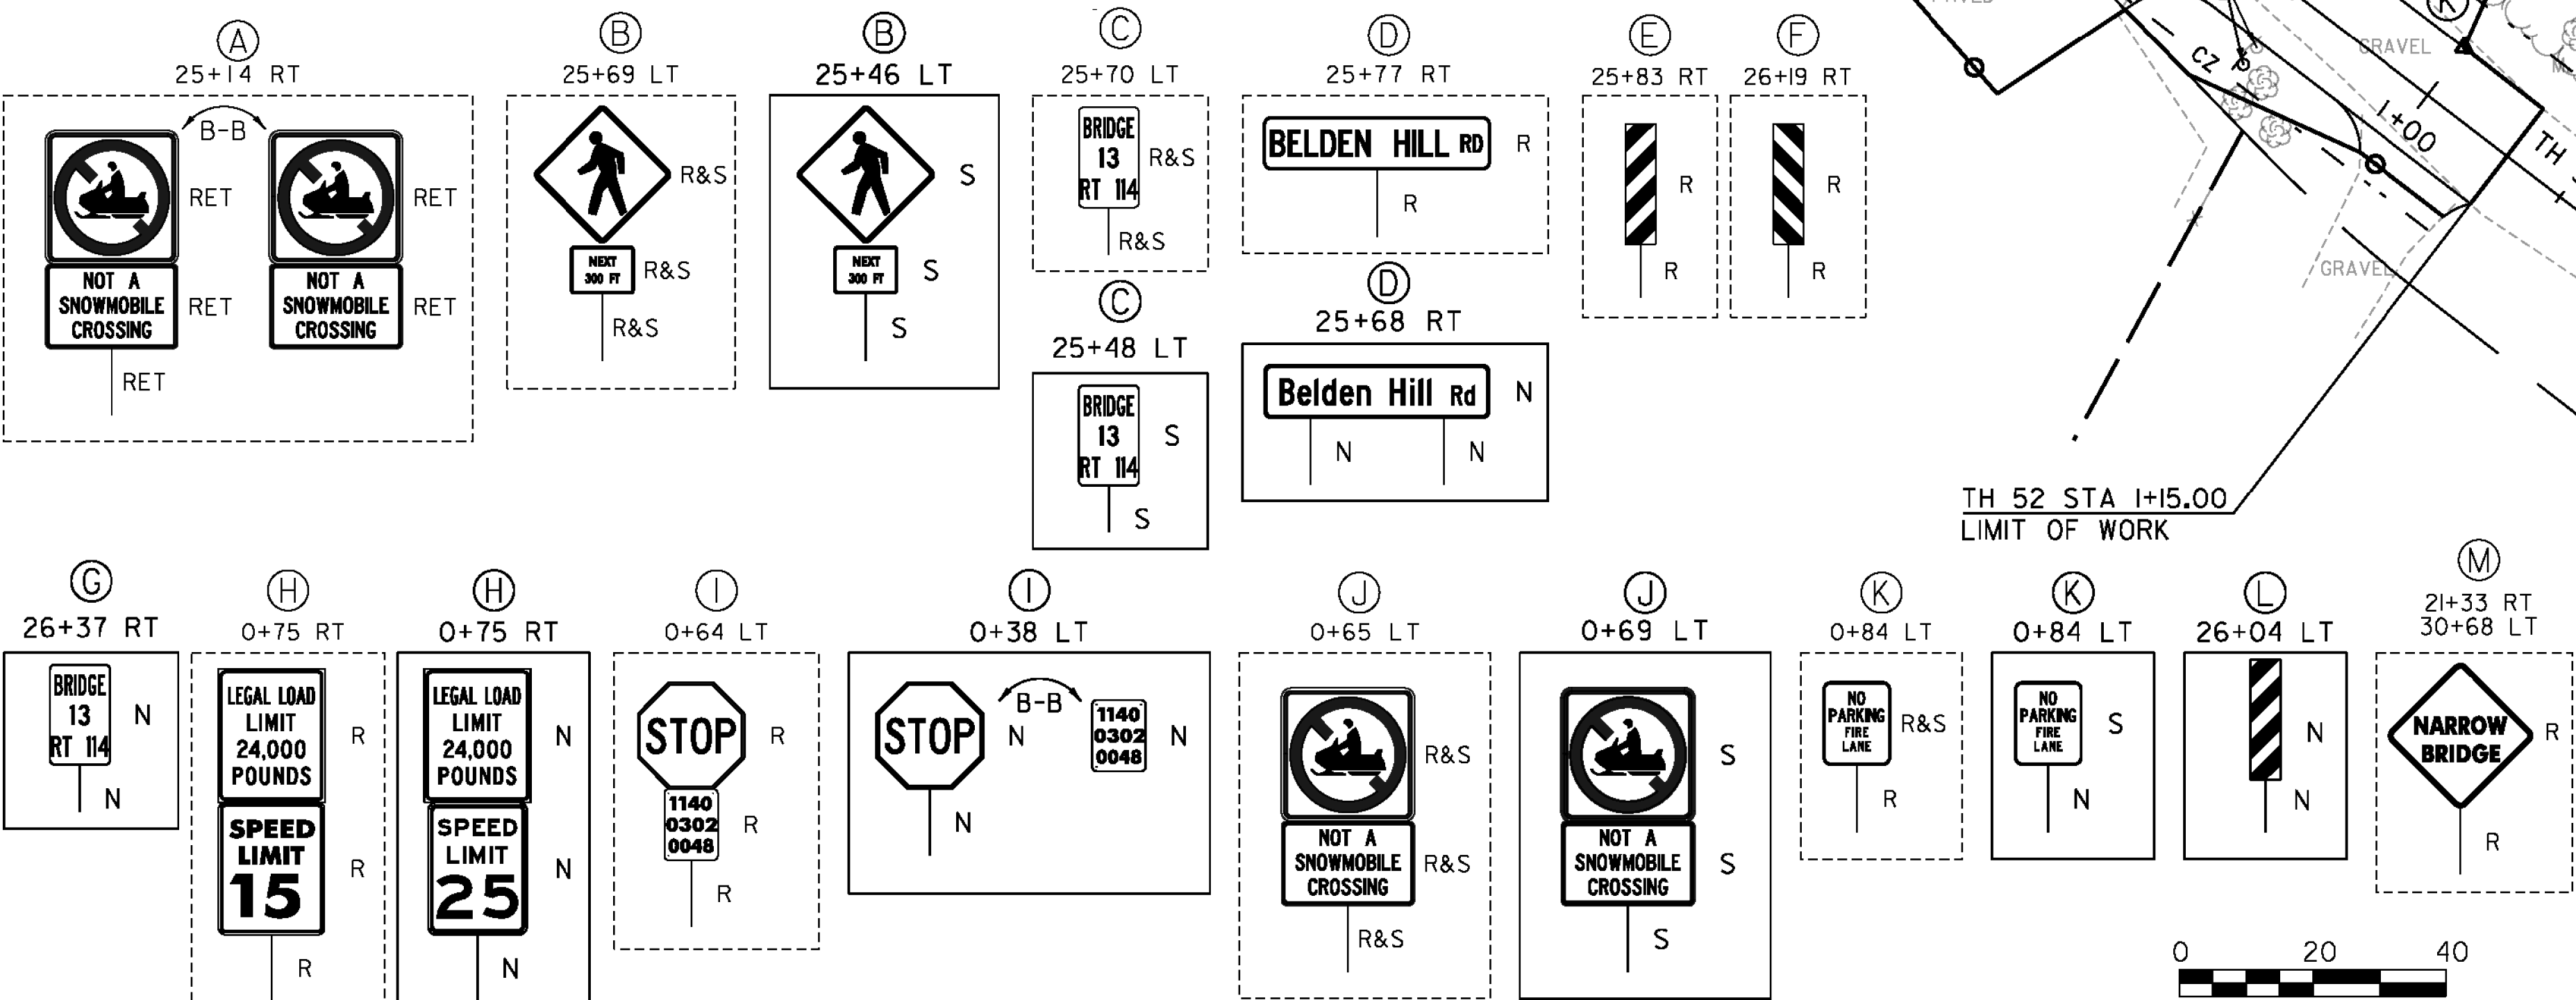 A
25+14 RT
B-B
NOT A
SNOWMOBILE
CROSSING
RET
RET
RET
NOT A
SNOWMOBILE
CROSSING
RET
RET
B
25+69 LT
R&S
NEXT
300 FT
R&S
R&S
B
25+46 LT
S
NEXT
300 FT
S
S
C
25+70 LT
BRIDGE
13
RT 114
R&S
R&S
C
25+48 LT
BRIDGE
13
RT 114
S
S
D
25+77 RT
BELDEN HILL RD
R
R
D
25+68 RT
Belden Hill Rd
N
N
N
E
25+83 RT
R
R
F
26+19 RT
R
R
CZ
P
GRAVEL
K
1+00
TH
GRAVEL
TH 52 STA 1+15.00
LIMIT OF WORK
G
26+37 RT
BRIDGE
13
RT 114
N
N
H
0+75 RT
LEGAL LOAD
LIMIT
24,000
POUNDS
R
SPEED
LIMIT
15
R
R
H
0+75 RT
LEGAL LOAD
LIMIT
24,000
POUNDS
N
SPEED
LIMIT
25
N
N
I
0+64 LT
STOP
R
1140
0302
0048
R
R
I
0+38 LT
STOP
N
B-B
1140
0302
0048
N
N
J
0+65 LT
R&S
NOT A
SNOWMOBILE
CROSSING
R&S
R&S
J
0+69 LT
S
NOT A
SNOWMOBILE
CROSSING
S
S
K
0+84 LT
NO
PARKING
FIRE
LANE
R&S
R
K
0+84 LT
NO
PARKING
FIRE
LANE
S
N
L
26+04 LT
N
N
M
21+33 RT
30+68 LT
NARROW
BRIDGE
R
R
0 20 40